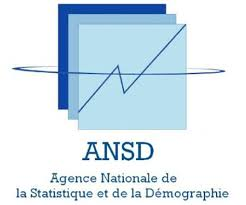 ANSD
Agence Nationale de
la Statistique et de la Démographie